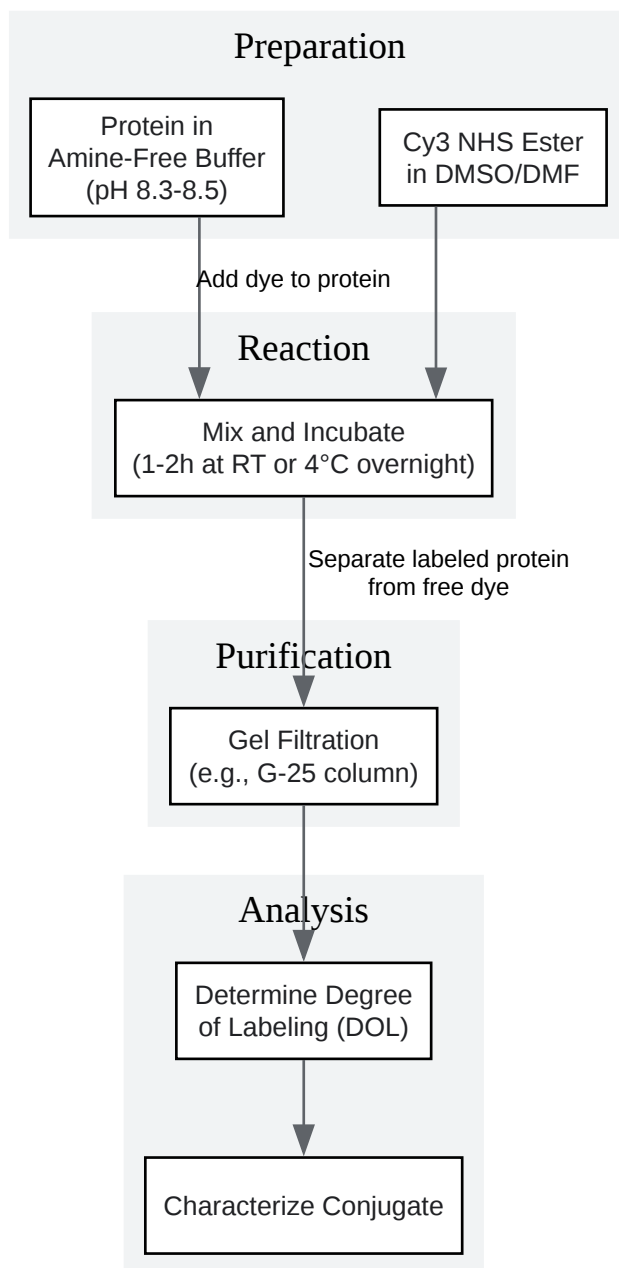 Preparation
Protein in
Amine-Free Buffer
(pH 8.3-8.5)
Cy3 NHS Ester
in DMSO/DMF
Add dye to protein
Reaction
Mix and Incubate
(1-2h at RT or 4°C overnight)
Separate labeled protein
from free dye
Purification
Gel Filtration
(e.g., G-25 column)
Analysis
Determine Degree
of Labeling (DOL)
Characterize Conjugate